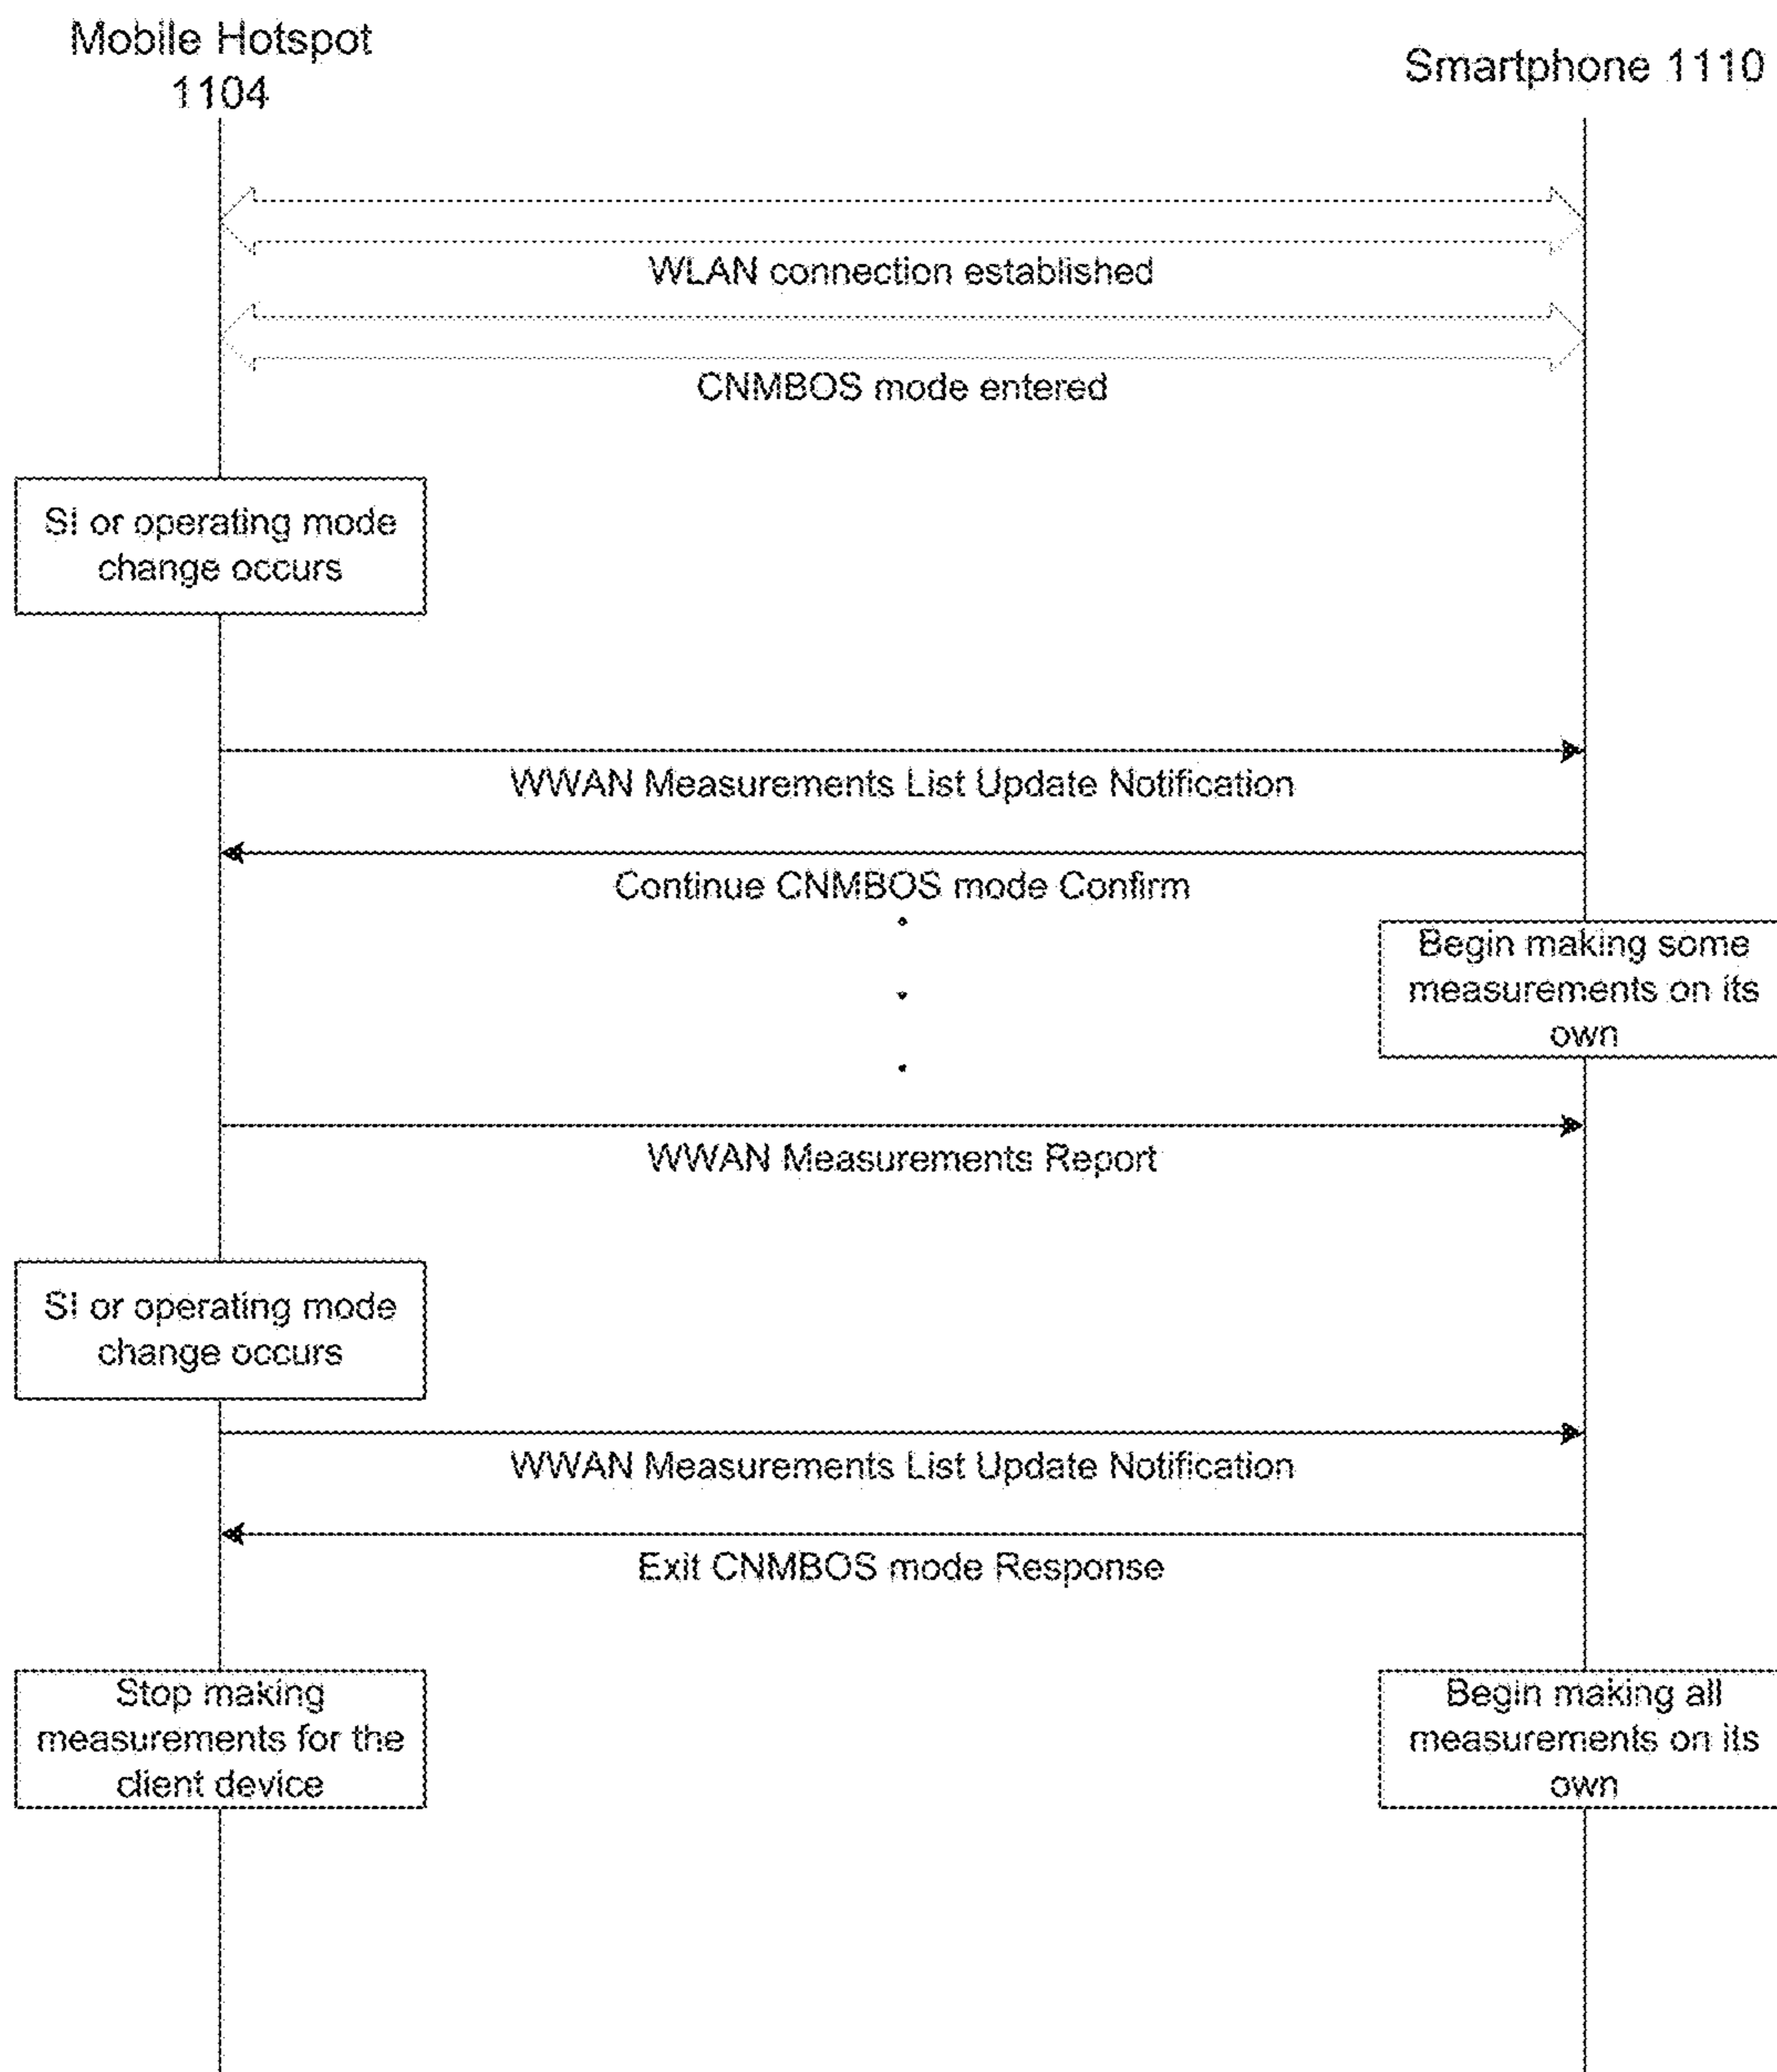 Mobile Hotspot
1104
Smartphone 1110
WLAN connection established
CNMBOS mode entered
SI or operating mode
change occurs
WWAN Measurements List Update Notification
Continue CNMBOS mode Confirm
Begin making some
measurements on its
own
WWAN Measurements Report
SI or operating mode
change occurs
WWAN Measurements List Update Notification
Exit CNMBOS mode Response
Stop making
measurements for the
client device
Begin making all
measurements on its
own